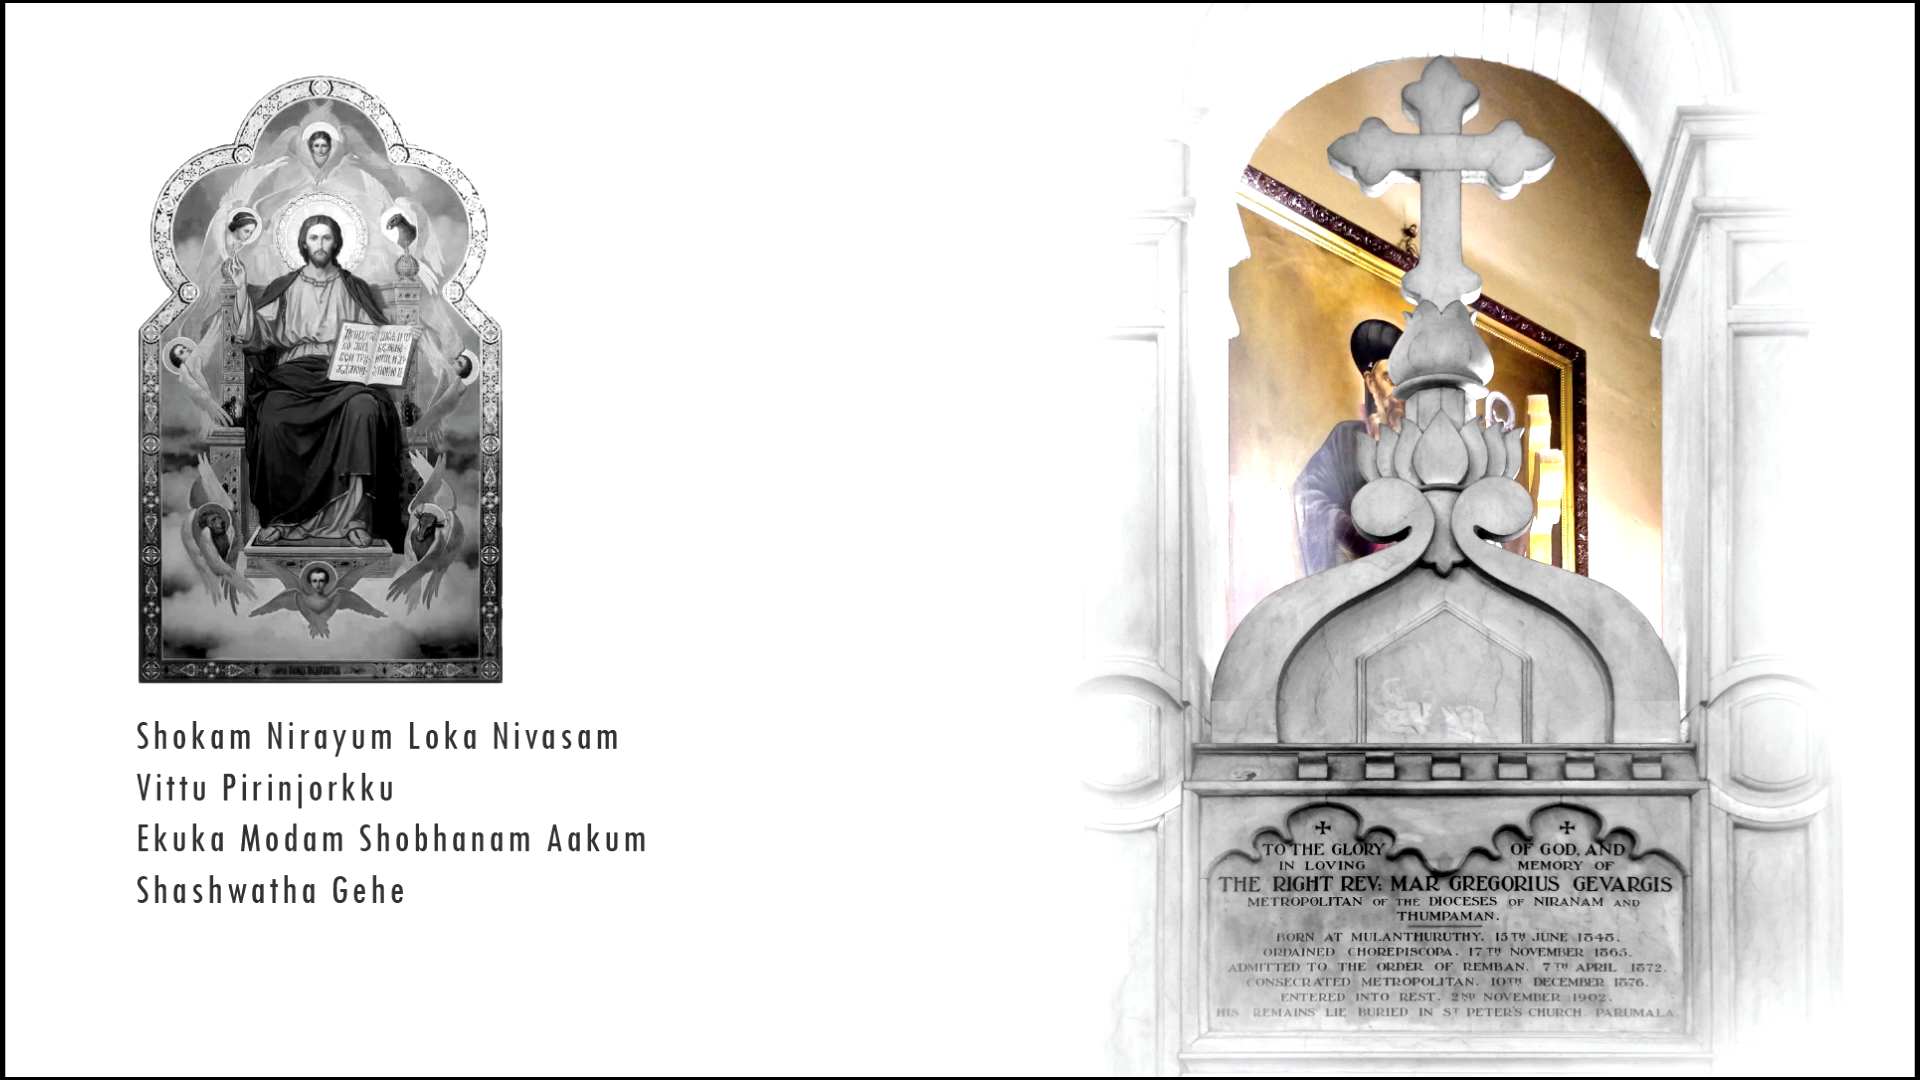 Shokam Nirayum Loka Nivasam
Vittu Pirinjorkku
Ekuka Modam Shobhanam Aakum
Shashwatha Gehe
TO THE GLORY OF GOD, AND
IN LOVING MEMORY OF
THE RIGHT REV: MAR GREGORIUS GEVARGIS
METROPOLITAN OF THE DIOCESES OF NIRANAM AND
THUMPAMAN.
BORN AT MULANTHURUTHY. 15TH JUNE 1848.
ORDAINED CHOREPISCOPA. 17TH NOVEMBER 1865.
ADMITTED TO THE ORDER OF REMBAN. 7TH APRIL 1872.
CONSECRATED METROPOLITAN. 10TH DECEMBER 1876.
ENTERED INTO REST. 2ND NOVEMBER 1902.
HIS REMAINS LIE BURIED IN ST PETER'S CHURCH. PARUMALA.